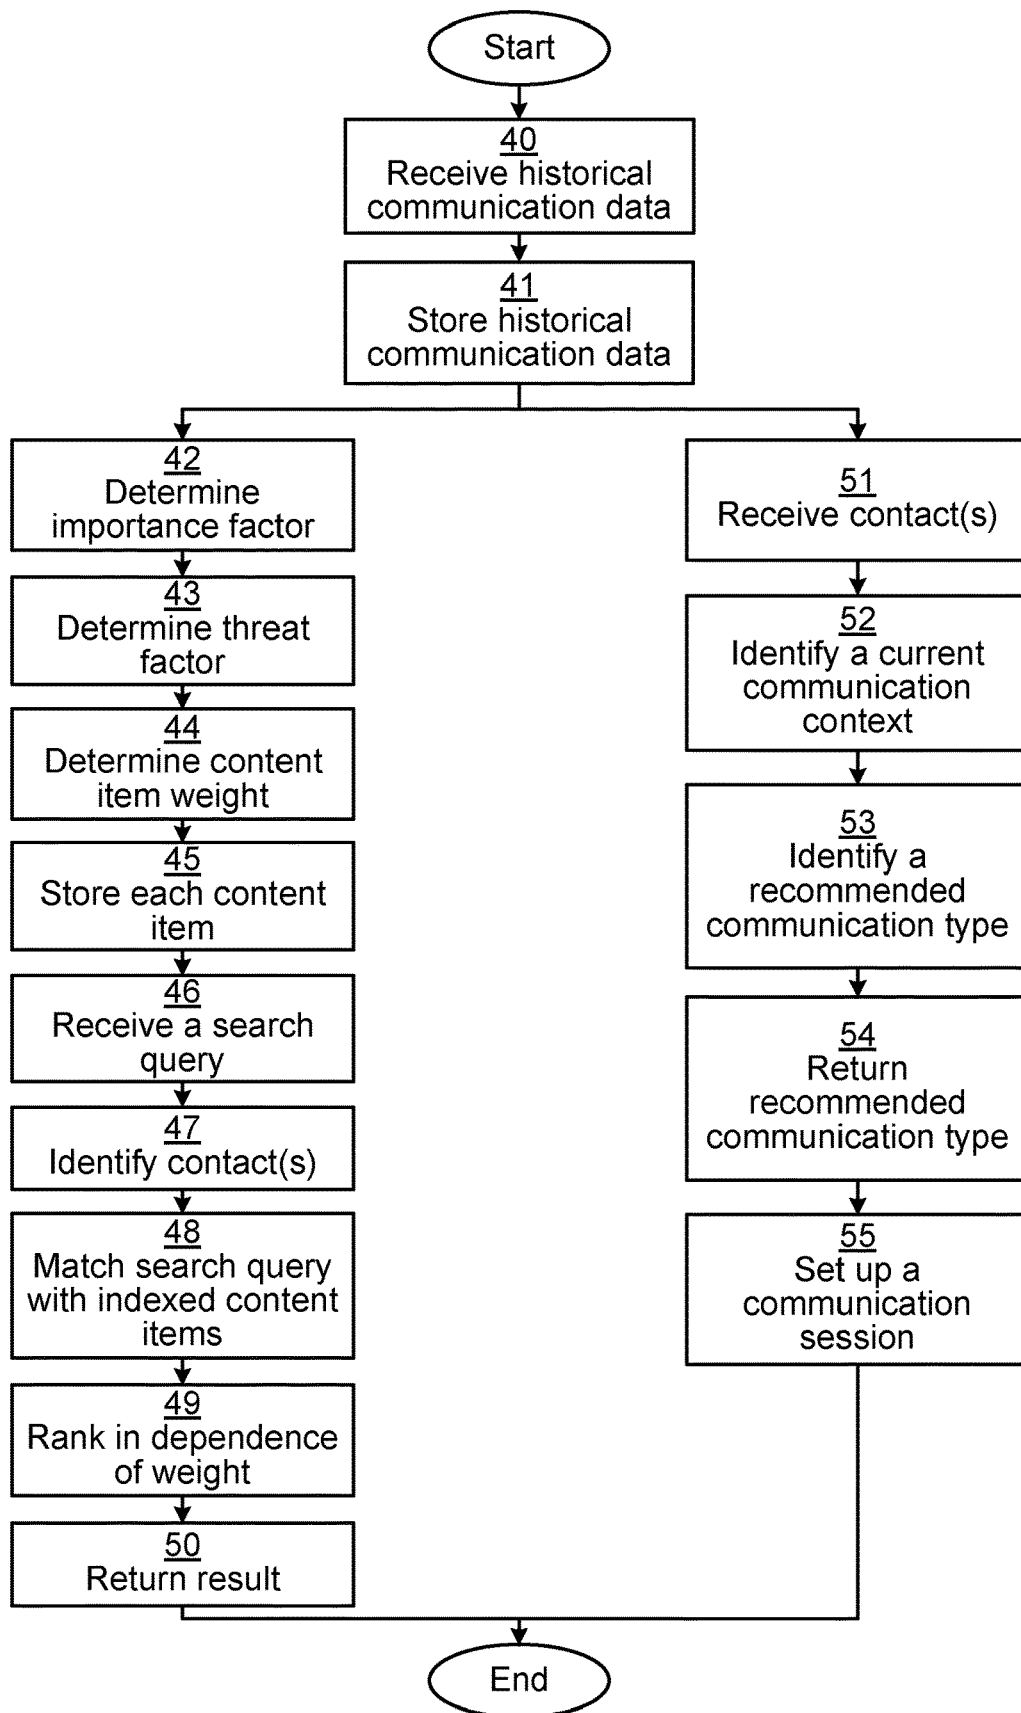 Start
40
Receive historical
communication data
41
Store historical
communication data
42
Determine
importance factor
43
Determine threat
factor
44
Determine content
item weight
45
Store each content
item
46
Receive a search
query
47
Identify contact(s)
48
Match search query
with indexed content
items
49
Rank in dependence
of weight
50
Return result
51
Receive contact(s)
52
Identify a current
communication
context
53
Identify a
recommended
communication type
54
Return
recommended
communication type
55
Set up a
communication
session
End